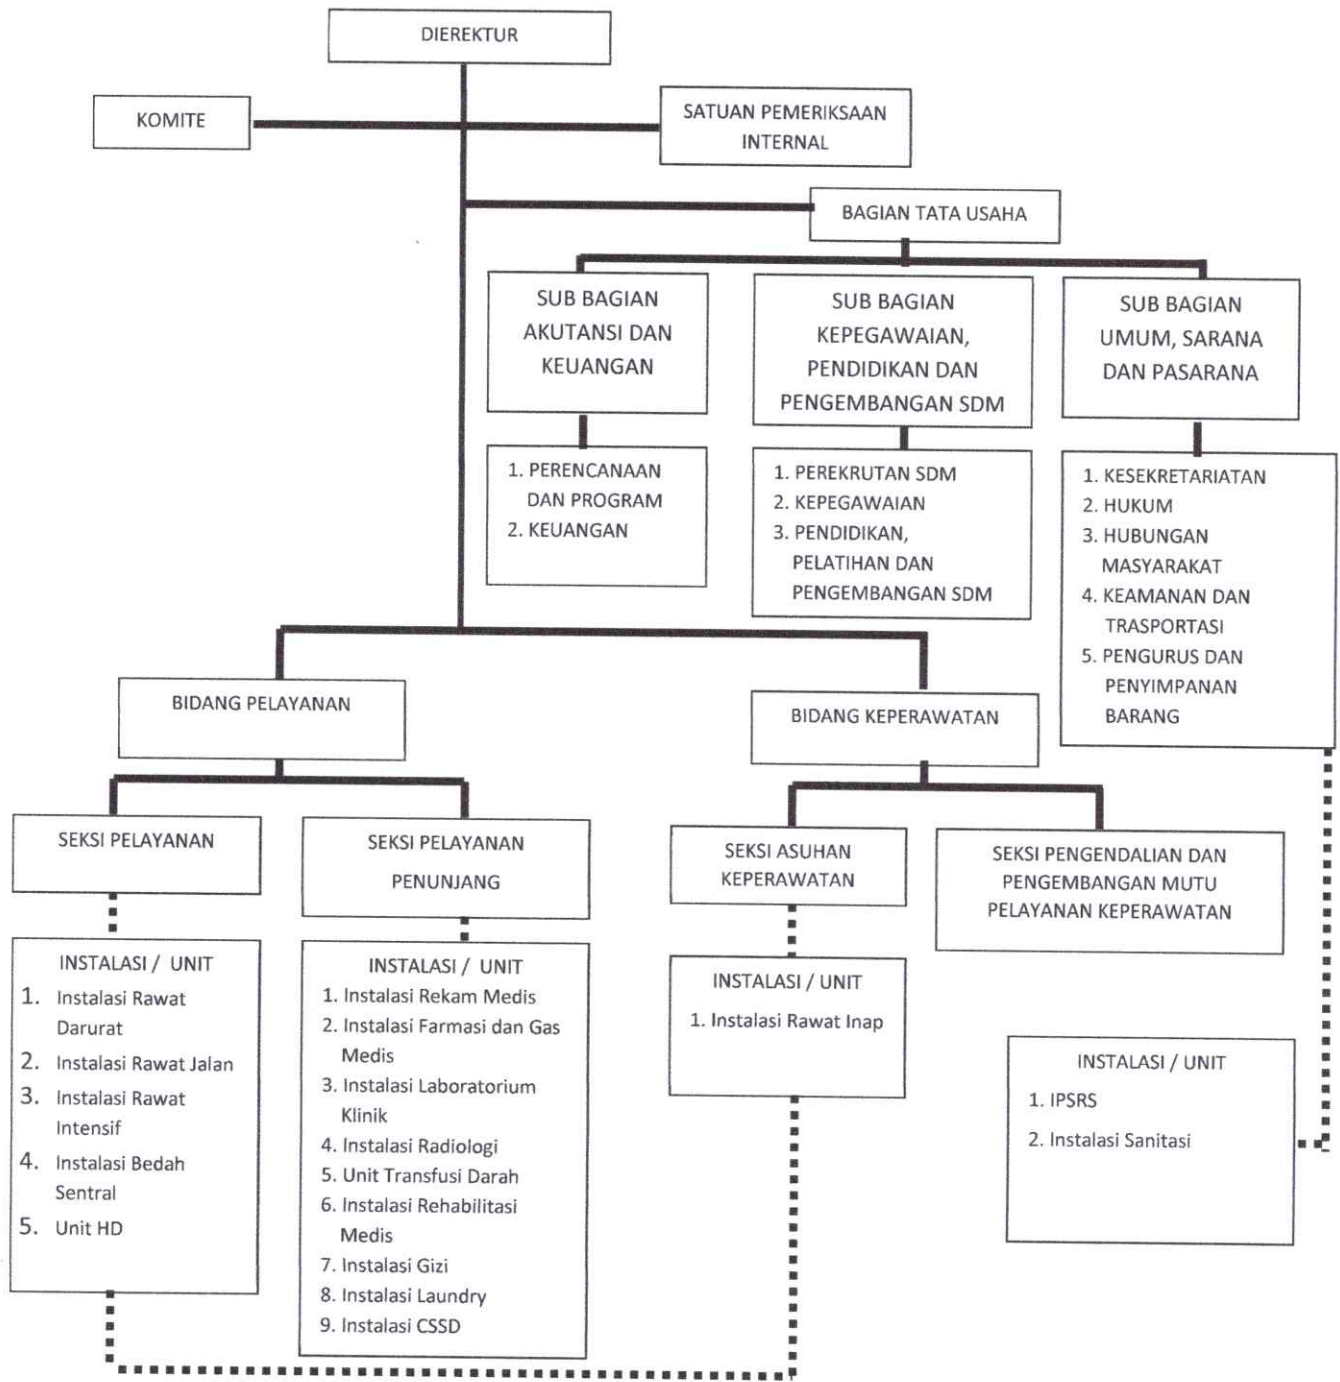 DIEREKTUR
KOMITE
SATUAN PEMERIKSAAN
INTERNAL
BAGIAN TATA USAHA
SUB BAGIAN
AKUTANSI DAN
KEUANGAN
SUB BAGIAN
KEPEGAWAIAN,
PENDIDIKAN DAN
PENGEMBANGAN SDM
SUB BAGIAN
UMUM, SARANA
DAN PASARANA
1. PERENCANAAN
DAN PROGRAM
2. KEUANGAN
1. PEREKRUTAN SDM
2. KEPEGAWAIAN
3. PENDIDIKAN,
PELATIHAN DAN
PENGEMBANGAN SDM
1. KESEKRETARIATAN
2. HUKUM
3. HUBUNGAN
MASYARAKAT
4. KEAMANAN DAN
TRASPORTASI
5. PENGURUS DAN
PENYIMPANAN
BARANG
BIDANG PELAYANAN
BIDANG KEPERAWATAN
SEKSI PELAYANAN
SEKSI PELAYANAN
PENUNJANG
SEKSI ASUHAN
KEPERAWATAN
SEKSI PENGENDALIAN DAN
PENGEMBANGAN MUTU
PELAYANAN KEPERAWATAN
INSTALASI / UNIT
1. Instalasi Rawat
Darurat
2. Instalasi Rawat Jalan
3. Instalasi Rawat
Intensif
4. Instalasi Bedah
Sentral
5. Unit HD
INSTALASI / UNIT
1. Instalasi Rekam Medis
2. Instalasi Farmasi dan Gas
Medis
3. Instalasi Laboratorium
Klinik
4. Instalasi Radiologi
5. Unit Transfusi Darah
6. Instalasi Rehabilitasi
Medis
7. Instalasi Gizi
8. Instalasi Laundry
9. Instalasi CSSD
INSTALASI / UNIT
1. Instalasi Rawat Inap
INSTALASI / UNIT
1. IPSRS
2. Instalasi Sanitasi